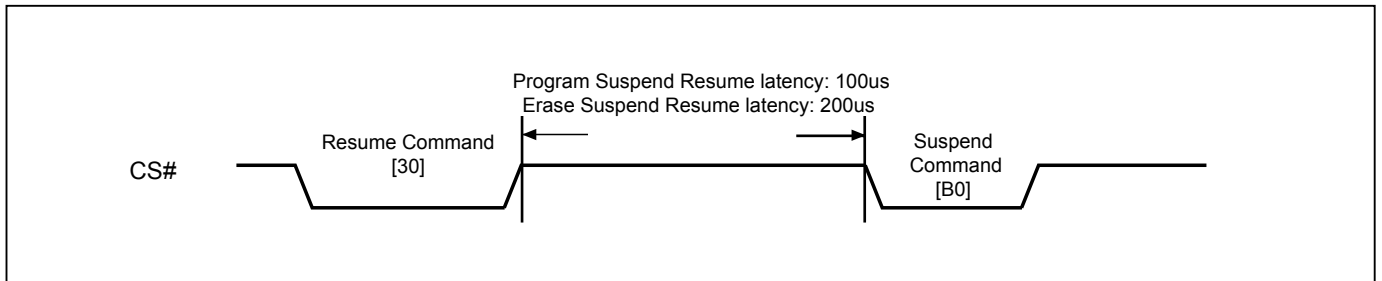 Program Suspend Resume latency: 100us
Erase Suspend Resume latency: 200us
Resume Command
[30]
Suspend
Command
[B0]
CS#